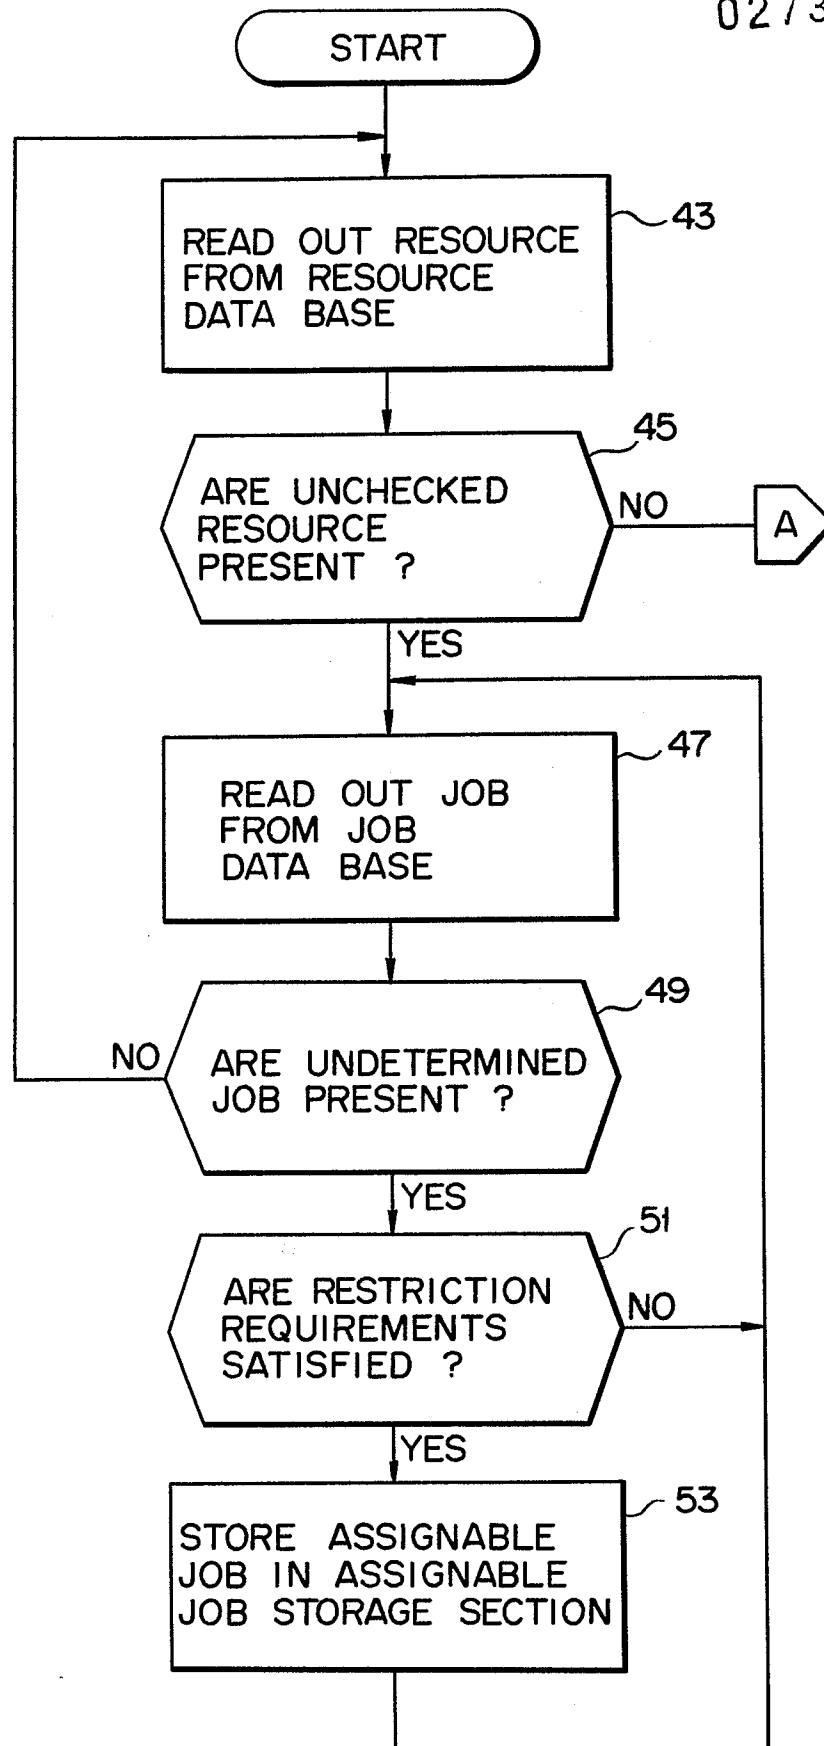 0273
START
READ OUT RESOURCE
FROM RESOURCE
DATA BASE
43
ARE UNCHECKED
RESOURCE
PRESENT ?
45
NO
A
YES
READ OUT JOB
FROM JOB
DATA BASE
47
ARE UNDETERMINED
JOB PRESENT ?
49
NO
YES
ARE RESTRICTION
REQUIREMENTS
SATISFIED ?
51
NO
YES
STORE ASSIGNABLE
JOB IN ASSIGNABLE
JOB STORAGE SECTION
53